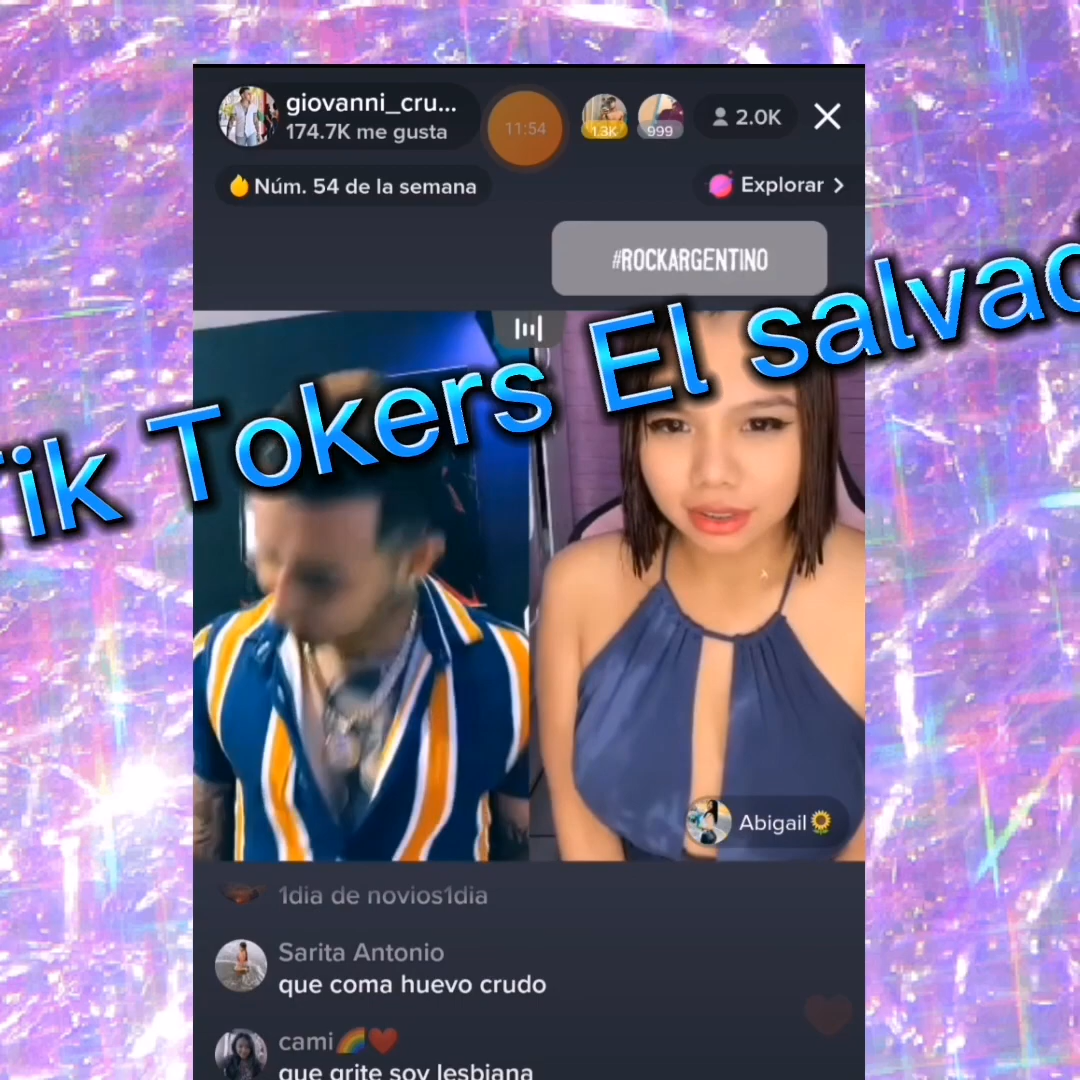 giovanni_cru...
174.7K me gusta
11:54
1.3K
999
2.0K
Núm. 54 de la semana
Explorar
#ROCKARGENTINO
Tik Tokers El salvad
Abigail🌻
1dia de novios1dia
Sarita Antonio
que coma huevo crudo
cami🌈❤️
que grite soy lesbiana